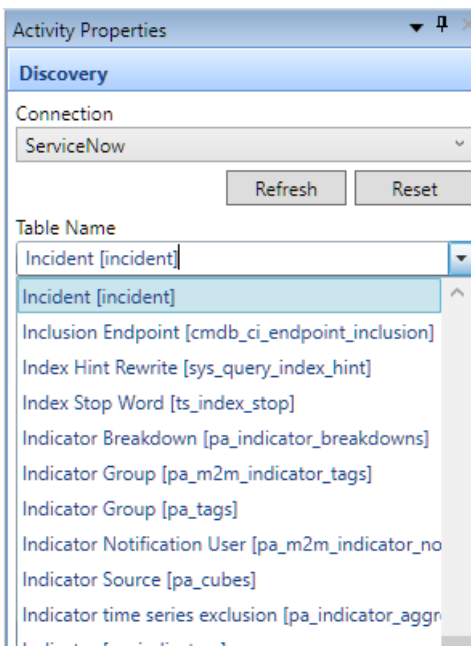 Activity Properties
Discovery
Connection
ServiceNow
Refresh Reset
Table Name
Incident [incident]
Incident [incident]
Inclusion Endpoint [cmdb_ci_endpoint_inclusion]
Index Hint Rewrite [sys_query_index_hint]
Index Stop Word [ts_index_stop]
Indicator Breakdown [pa_indicator_breakdowns]
Indicator Group [pa_m2m_indicator_tags]
Indicator Group [pa_tags]
Indicator Notification User [pa_m2m_indicator_no
Indicator Source [pa_cubes]
Indicator time series exclusion [pa_indicator_aggr